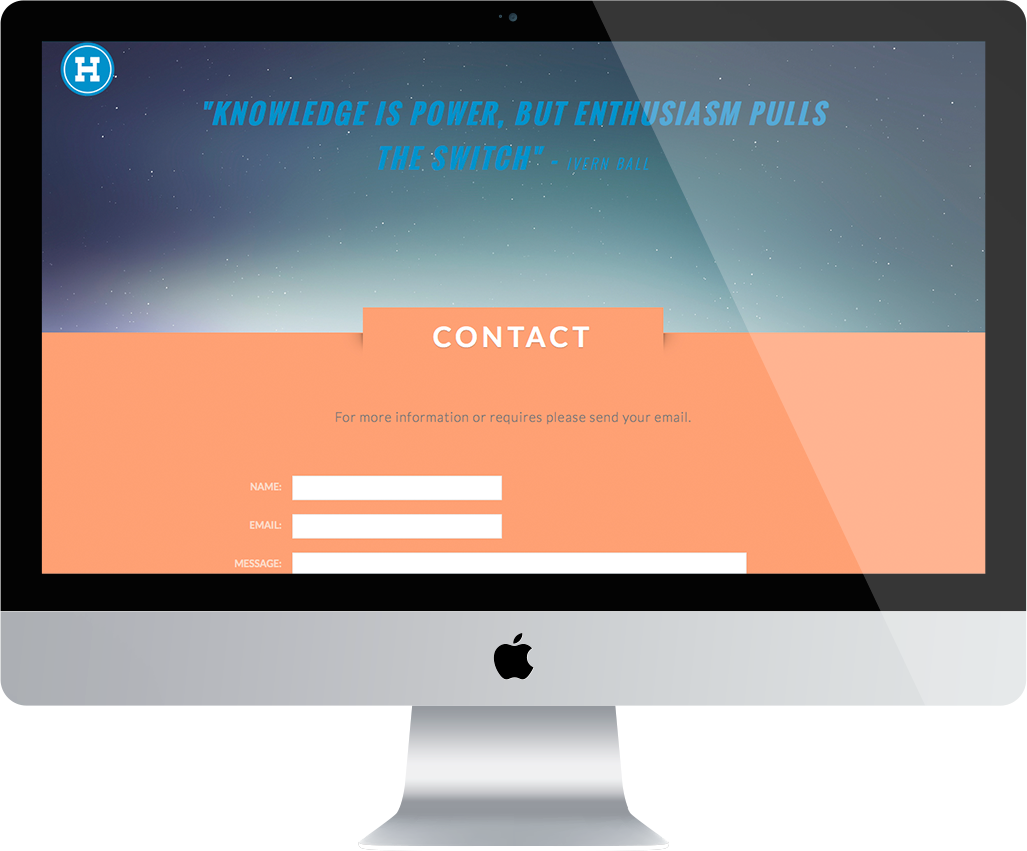 H
"KNOWLEDGE IS POWER, BUT ENTHUSIASM PULLS
THE SWITCH" - IVERN BALL
CONTACT
For more information or requires please send your email.
NAME:
EMAIL:
MESSAGE: